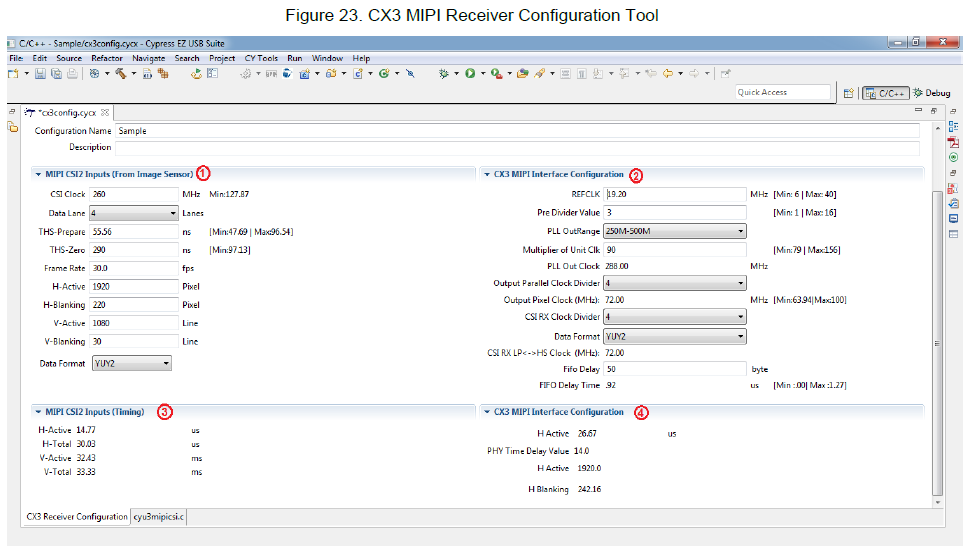 Figure 23. CX3 MIPI Receiver Configuration Tool
C/C++ - Sample/cx3config.cycx - Cypress EZ USB Suite
File Edit Source Refactor Navigate Search Project CY Tools Run Window Help
Quick Access C/C++ Debug
*cx3config.cycx
Configuration Name Sample
Description
MIPI CSI2 Inputs (From Image Sensor) 1
CSI Clock 260 MHz Min:127.87
Data Lane 4 Lanes
THS-Prepare 55.56 ns [Min:47.69 | Max:96.54]
THS-Zero 290 ns [Min:97.13]
Frame Rate 30.0 fps
H-Active 1920 Pixel
H-Blanking 220 Pixel
V-Active 1080 Line
V-Blanking 30 Line
Data Format YUY2
CX3 MIPI Interface Configuration 2
REFCLK 19.20 MHz [Min: 6 | Max: 40]
Pre Divider Value 3 [Min: 1 | Max: 16]
PLL OutRange 250M-500M
Multiplier of Unit Clk 90 [Min:79 | Max:156]
PLL Out Clock 288.00 MHz
Output Parallel Clock Divider 4
Output Pixel Clock (MHz): 72.00 MHz [Min:63.94|Max:100]
CSI RX Clock Divider 4
Data Format YUY2
CSI RX LP<->HS Clock (MHz): 72.00
Fifo Delay 50 byte
FIFO Delay Time .92 us [Min :.00| Max :1.27]
MIPI CSI2 Inputs (Timing) 3
H-Active 14.77 us
H-Total 30.03 us
V-Active 32.43 ms
V-Total 33.33 ms
CX3 MIPI Interface Configuration 4
H Active 26.67 us
PHY Time Delay Value 14.0
H Active 1920.0
H Blanking 242.16
CX3 Receiver Configuration cyu3mipicsi.c